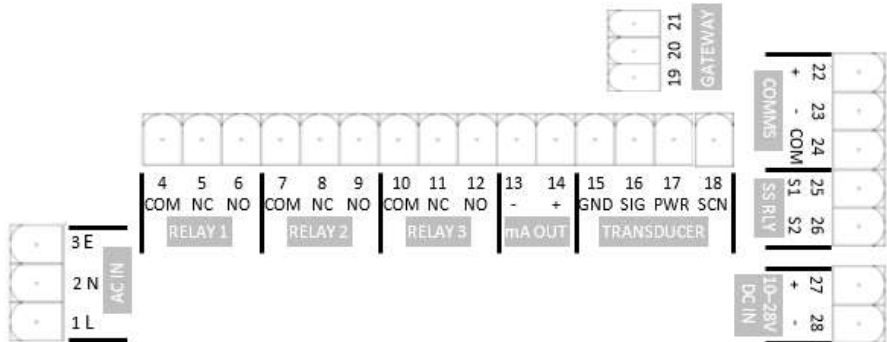 19 20 21
GATEWAY
22 23 24
+ - COM
COMMS
25 26
S1 S2
SS RLY
4 5 6 7 8 9 10 11 12 13 14 15 16 17 18
COM NC NO COM NC NO COM NC NO - + GND SIG PWR SCN
RELAY 1 RELAY 2 RELAY 3 mA OUT TRANSDUCER
3 E
2 N
1 L
AC IN
27 28
+ -
10-28V
DC IN